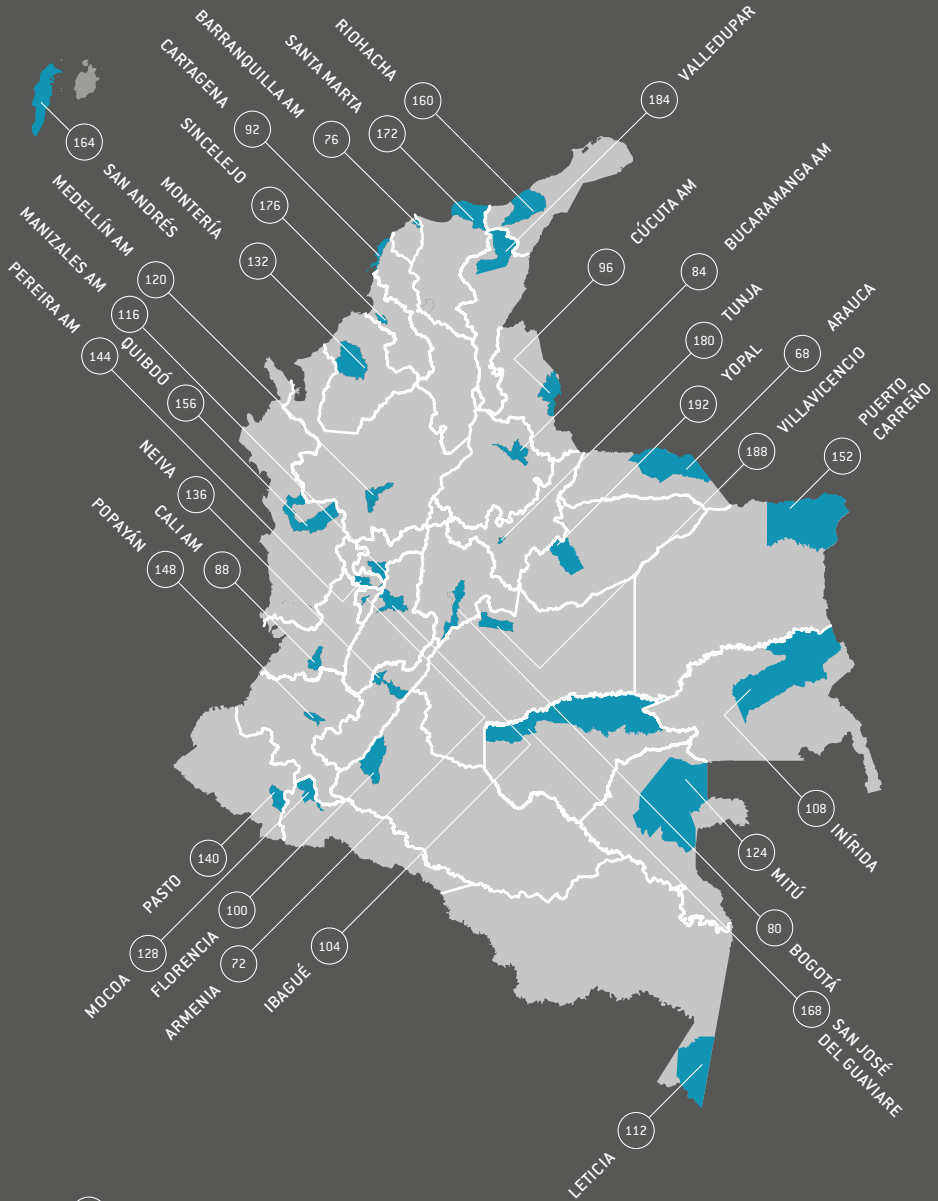 RIOHACHA
160
SANTA MARTA
172
BARRANQUILLA AM
76
CARTAGENA
92
SINCELEJO
176
VALLEDUPAR
184
164
SAN ANDRÉS
MONTERÍA
132
MEDELLÍN AM
120
MANIZALES AM
116
PEREIRA AM
144
QUIBDÓ
156
NEIVA
136
CALI AM
88
POPAYÁN
148
CÚCUTA AM
96
BUCARAMANGA AM
84
TUNJA
180
YOPAL
192
ARAUCA
68
VILLAVICENCIO
188
PUERTO
CARREÑO
152
108
INÍRIDA
124
MITÚ
80
BOGOTÁ
168
SAN JOSÉ
DEL GUAVIARE
PASTO
140
MOCOA
128
FLORENCIA
100
ARMENIA
72
IBAGUÉ
104
LETICIA
112